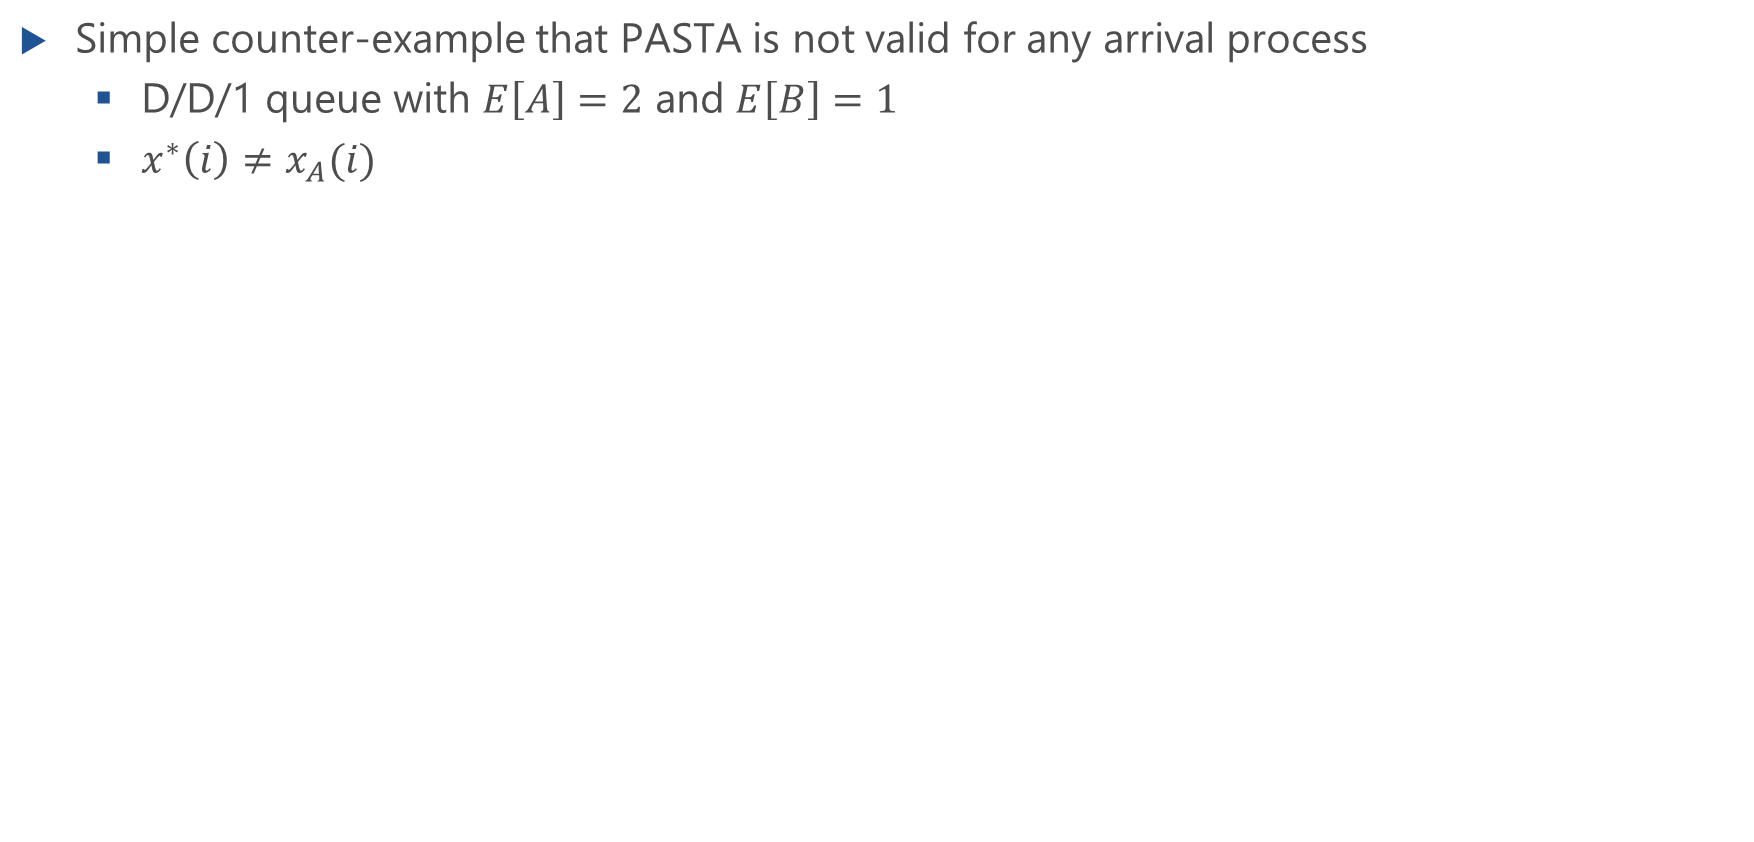 ▶ Simple counter-example that PASTA is not valid for any arrival process
▪ D/D/1 queue with E[A] = 2 and E[B] = 1
▪ x*(i) ≠ x_A(i)